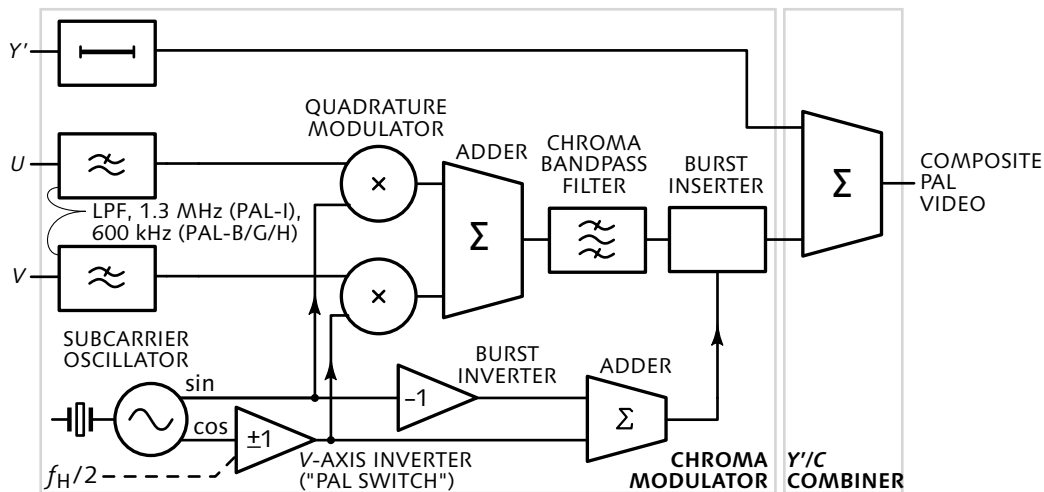 Y'
QUADRATURE
MODULATOR
×
ADDER
Σ
CHROMA
BANDPASS
FILTER
BURST
INSERTER
Σ
COMPOSITE
PAL
VIDEO
U
LPF, 1.3 MHz (PAL-I),
600 kHz (PAL-B/G/H)
V
×
SUBCARRIER
OSCILLATOR
sin
cos
±1
fH/2
V-AXIS INVERTER
("PAL SWITCH")
BURST
INVERTER
−1
ADDER
Σ
CHROMA
MODULATOR
Y'/C
COMBINER